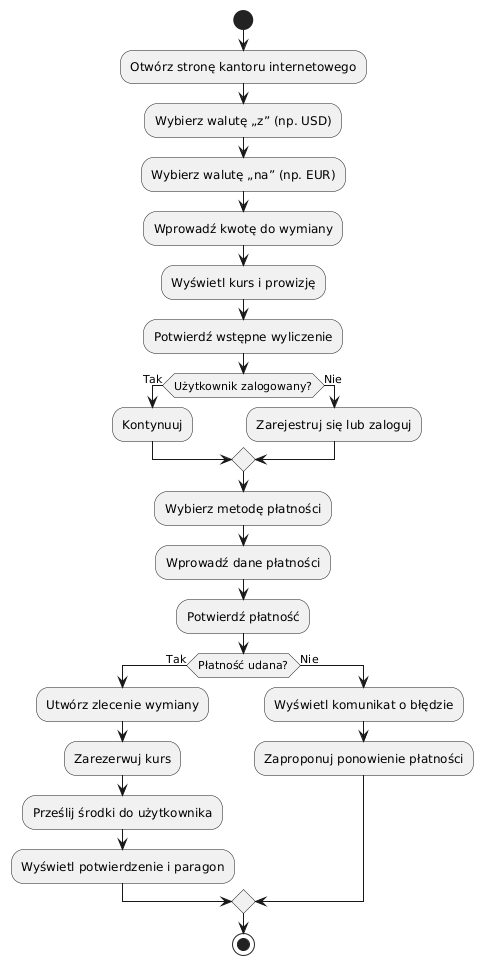 Otwórz stronę kantoru internetowego
Wybierz walutę „z” (np. USD)
Wybierz walutę „na” (np. EUR)
Wprowadź kwotę do wymiany
Wyświetl kurs i prowizję
Potwierdź wstępne wyliczenie
Użytkownik zalogowany?
Tak
Nie
Kontynuuj
Zarejestruj się lub zaloguj
Wybierz metodę płatności
Wprowadź dane płatności
Potwierdź płatność
Płatność udana?
Tak
Nie
Utwórz zlecenie wymiany
Zarezerwuj kurs
Prześlij środki do użytkownika
Wyświetl potwierdzenie i paragon
Wyświetl komunikat o błędzie
Zaproponuj ponowienie płatności